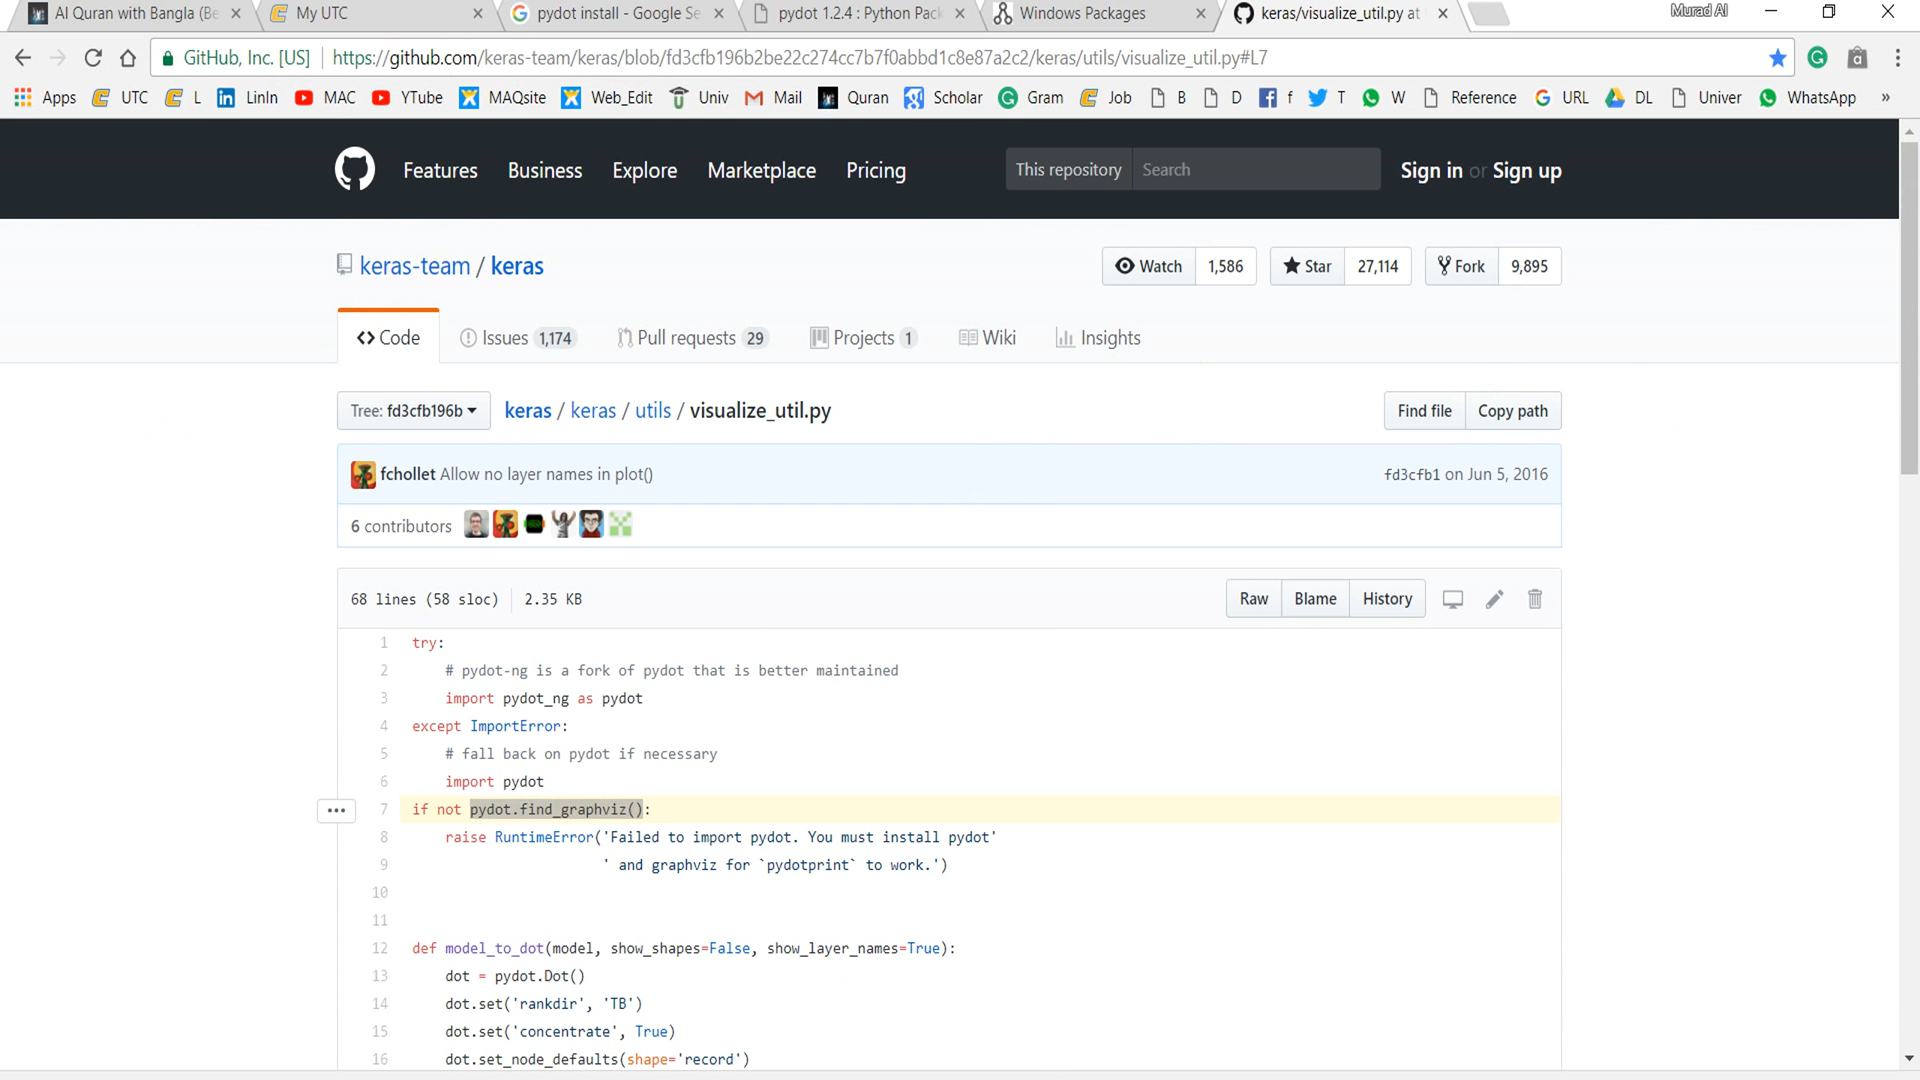 Al Quran with Bangla (Be
My UTC
pydot install - Google Se
pydot 1.2.4 : Python Pack
Windows Packages
keras/visualize_util.py at
Murad Al
GitHub, Inc. [US]
https://github.com/keras-team/keras/blob/fd3cfb196b2be22c274cc7b7f0abbd1c8e87a2c2/keras/utils/visualize_util.py#L7
Apps UTC L LinIn MAC YTube MAQsite Web_Edit Univ Mail Quran Scholar Gram Job B D f T W Reference URL DL Univer WhatsApp »
Features Business Explore Marketplace Pricing
This repository Search
Sign in or Sign up
keras-team / keras
Watch 1,586 Star 27,114 Fork 9,895
Code Issues 1,174 Pull requests 29 Projects 1 Wiki Insights
Tree: fd3cfb196b keras / keras / utils / visualize_util.py
Find file Copy path
fchollet Allow no layer names in plot()
fd3cfb1 on Jun 5, 2016
6 contributors
68 lines (58 sloc) 2.35 KB
Raw Blame History
1 try:
2 # pydot-ng is a fork of pydot that is better maintained
3 import pydot_ng as pydot
4 except ImportError:
5 # fall back on pydot if necessary
6 import pydot
7 if not pydot.find_graphviz():
8 raise RuntimeError('Failed to import pydot. You must install pydot'
9 ' and graphviz for `pydotprint` to work.')
10
11
12 def model_to_dot(model, show_shapes=False, show_layer_names=True):
13 dot = pydot.Dot()
14 dot.set('rankdir', 'TB')
15 dot.set('concentrate', True)
16 dot.set_node_defaults(shape='record')